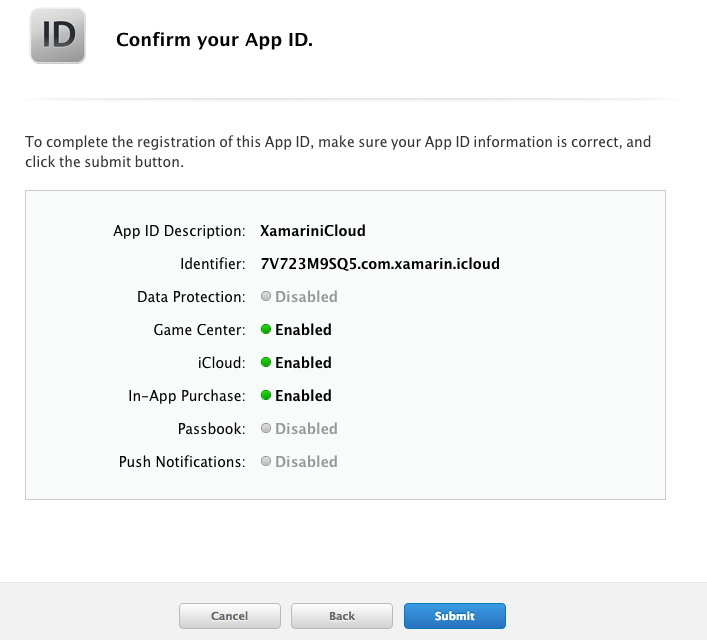 ID
Confirm your App ID.
To complete the registration of this App ID, make sure your App ID information is correct, and
click the submit button.
App ID Description: XamariniCloud
Identifier: 7V723M9SQ5.com.xamarin.icloud
Data Protection: Disabled
Game Center: Enabled
iCloud: Enabled
In-App Purchase: Enabled
Passbook: Disabled
Push Notifications: Disabled
Cancel Back Submit